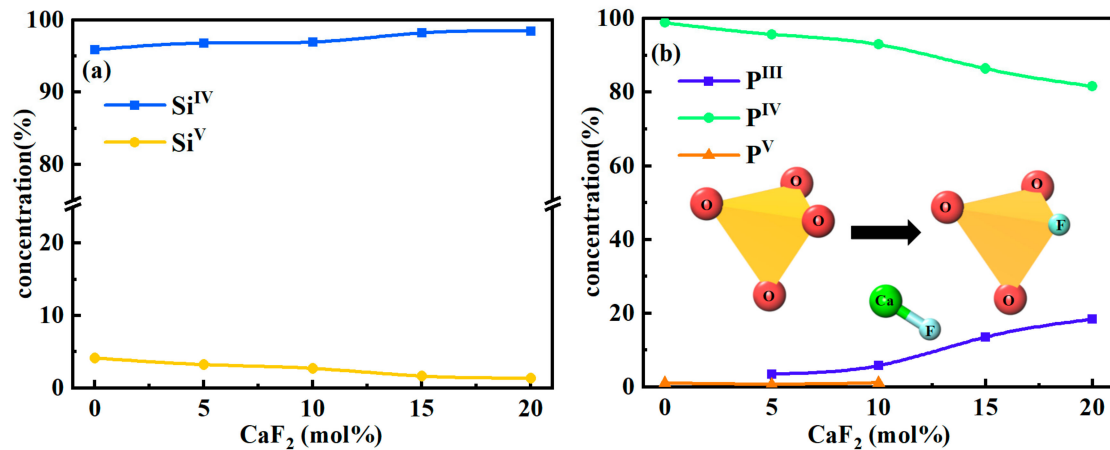 (a)
Si^IV
Si^V
concentration(%)
100
90
80
20
10
0
0 5 10 15 20
CaF₂ (mol%)
(b)
P^III
P^IV
P^V
concentration(%)
100
80
60
40
20
0
O O O O
O O F O
Ca F
0 5 10 15 20
CaF₂ (mol%)